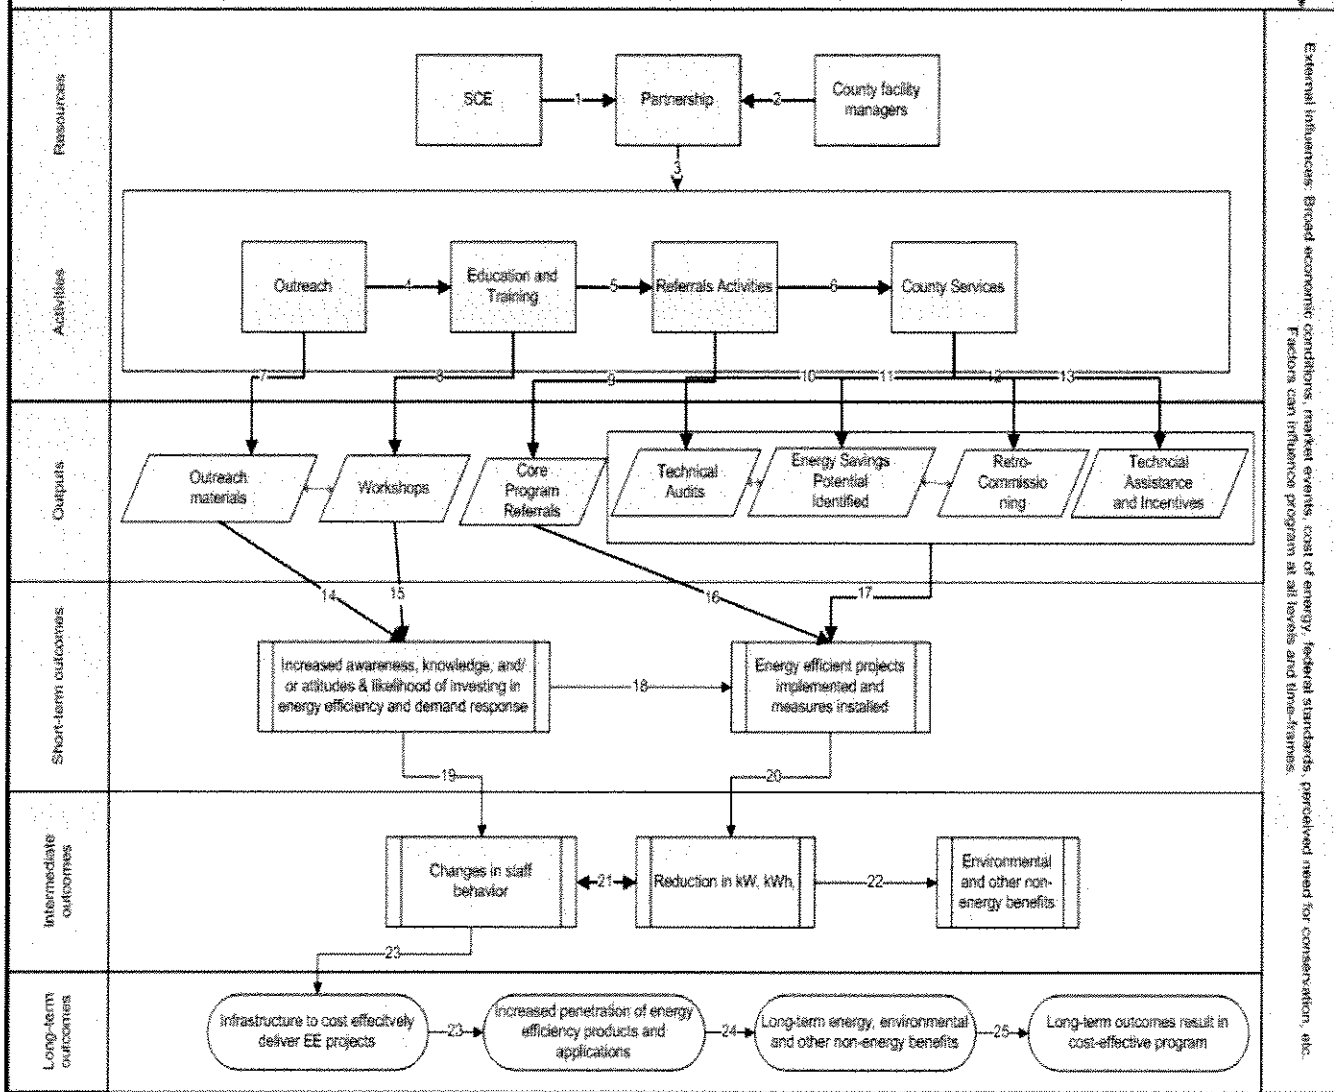 Resources
SCE
1
Partnership
2
County facility
managers
3
Activities
Outreach
4
Education and
Training
5
Referrals Activities
6
County Services
7
8
9
10
11
12
13
Outputs
Outreach
materials
Workshops
Core
Program
Referrals
Technical
Audits
Energy Savings
Potential
Identified
Retro-
Commissio
ning
Techncial
Assistance
and Incentives
14
15
16
17
Short-term outcomes
Increased awareness, knowledge, and/
or attitudes & likelihood of investing in
energy efficiency and demand response
18
Energy efficient projects
implemented and
measures installed
19
20
Intermediate
outcomes
Changes in staff
behavior
21
Reduction in kW, kWh,
22
Environmental
and other non-
energy benefits
23
Long-term
outcomes
Infrastructure to cost effecitvely
deliver EE projects
23
Increased penetration of energy
efficiency products and
applications
24
Long-term energy, environmental
and other non-energy benefits
25
Long-term outcomes result in
cost-effective program
External influences: Broad economic conditions, market events, cost of energy, federal standards, perceived need for conservation, etc.
Factors can influence program at all levels and time-frames.